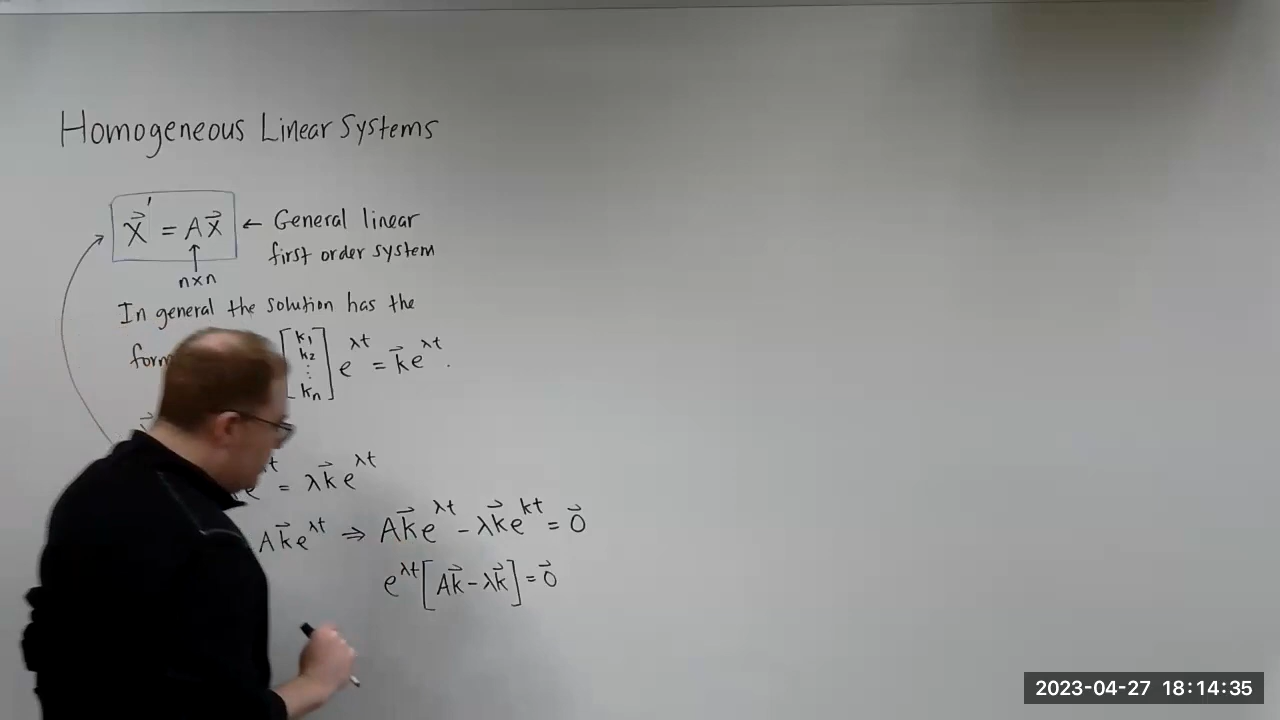 Homogeneous Linear Systems
X⃗' = AX⃗ ← General linear
first order system
↑
n×n
In general the solution has the
form [k₁ k₂ ⋮ kₙ] e^λt = k⃗e^λt.
e^λt = λk⃗e^λt
Ak⃗e^λt ⇒ Ak⃗e^λt - λk⃗e^kt = 0⃗
e^λt[Ak⃗ - λk⃗] = 0⃗
2023-04-27 18:14:35